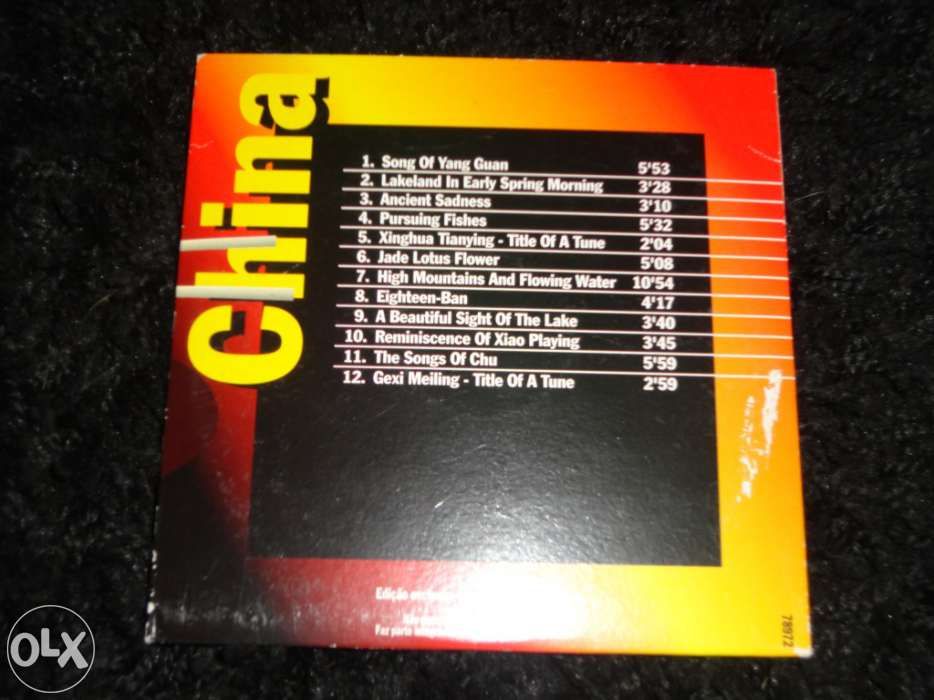 China
1. Song Of Yang Guan 5'53
2. Lakeland In Early Spring Morning 3'28
3. Ancient Sadness 3'10
4. Pursuing Fishes 5'32
5. Xinghua Tianying - Title Of A Tune 2'04
6. Jade Lotus Flower 5'08
7. High Mountains And Flowing Water 10'54
8. Eighteen-Ban 4'17
9. A Beautiful Sight Of The Lake 3'40
10. Reminiscence Of Xiao Playing 3'45
11. The Songs Of Chu 5'59
12. Gexi Meiling - Title Of A Tune 2'59
Edição
Faz parte
78972
OLX